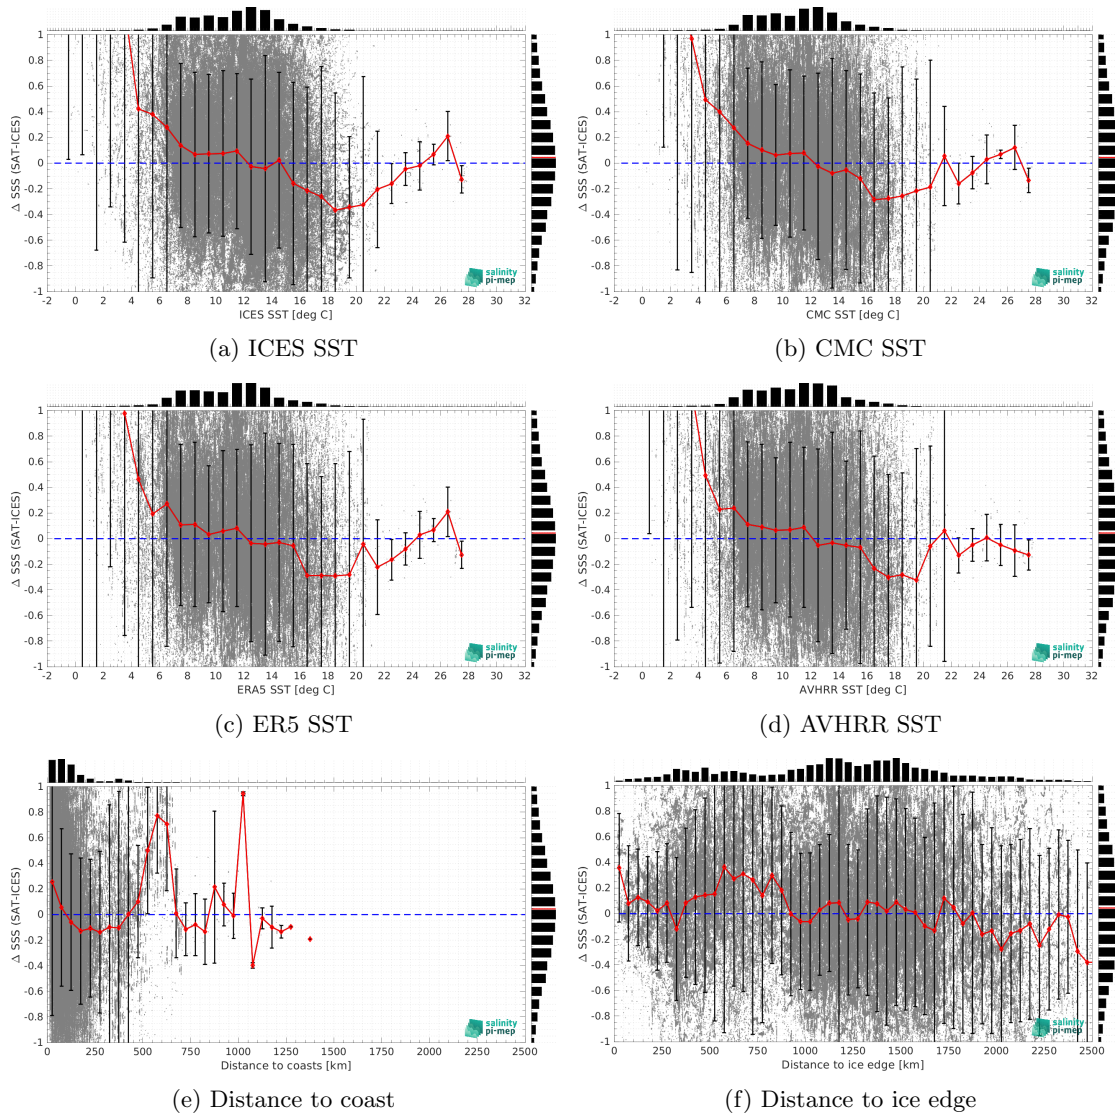 1
0.8
0.6
0.4
0.2
0
-0.2
-0.4
-0.6
-0.8
-1
Δ SSS (SAT-ICES)
salinity
pi-mep
-2 0 2 4 6 8 10 12 14 16 18 20 22 24 26 28 30 32
ICES SST [deg C]
(a) ICES SST
1
0.8
0.6
0.4
0.2
0
-0.2
-0.4
-0.6
-0.8
-1
Δ SSS (SAT-ICES)
salinity
pi-mep
-2 0 2 4 6 8 10 12 14 16 18 20 22 24 26 28 30 32
CMC SST [deg C]
(b) CMC SST
1
0.8
0.6
0.4
0.2
0
-0.2
-0.4
-0.6
-0.8
-1
Δ SSS (SAT-ICES)
salinity
pi-mep
-2 0 2 4 6 8 10 12 14 16 18 20 22 24 26 28 30 32
ERA5 SST [deg C]
(c) ER5 SST
1
0.8
0.6
0.4
0.2
0
-0.2
-0.4
-0.6
-0.8
-1
Δ SSS (SAT-ICES)
salinity
pi-mep
-2 0 2 4 6 8 10 12 14 16 18 20 22 24 26 28 30 32
AVHRR SST [deg C]
(d) AVHRR SST
1
0.8
0.6
0.4
0.2
0
-0.2
-0.4
-0.6
-0.8
-1
Δ SSS (SAT-ICES)
salinity
pi-mep
0 250 500 750 1000 1250 1500 1750 2000 2250 2500
Distance to coasts [km]
(e) Distance to coast
1
0.8
0.6
0.4
0.2
0
-0.2
-0.4
-0.6
-0.8
-1
Δ SSS (SAT-ICES)
salinity
pi-mep
0 250 500 750 1000 1250 1500 1750 2000 2250 2500
Distance to ice edge [km]
(f) Distance to ice edge